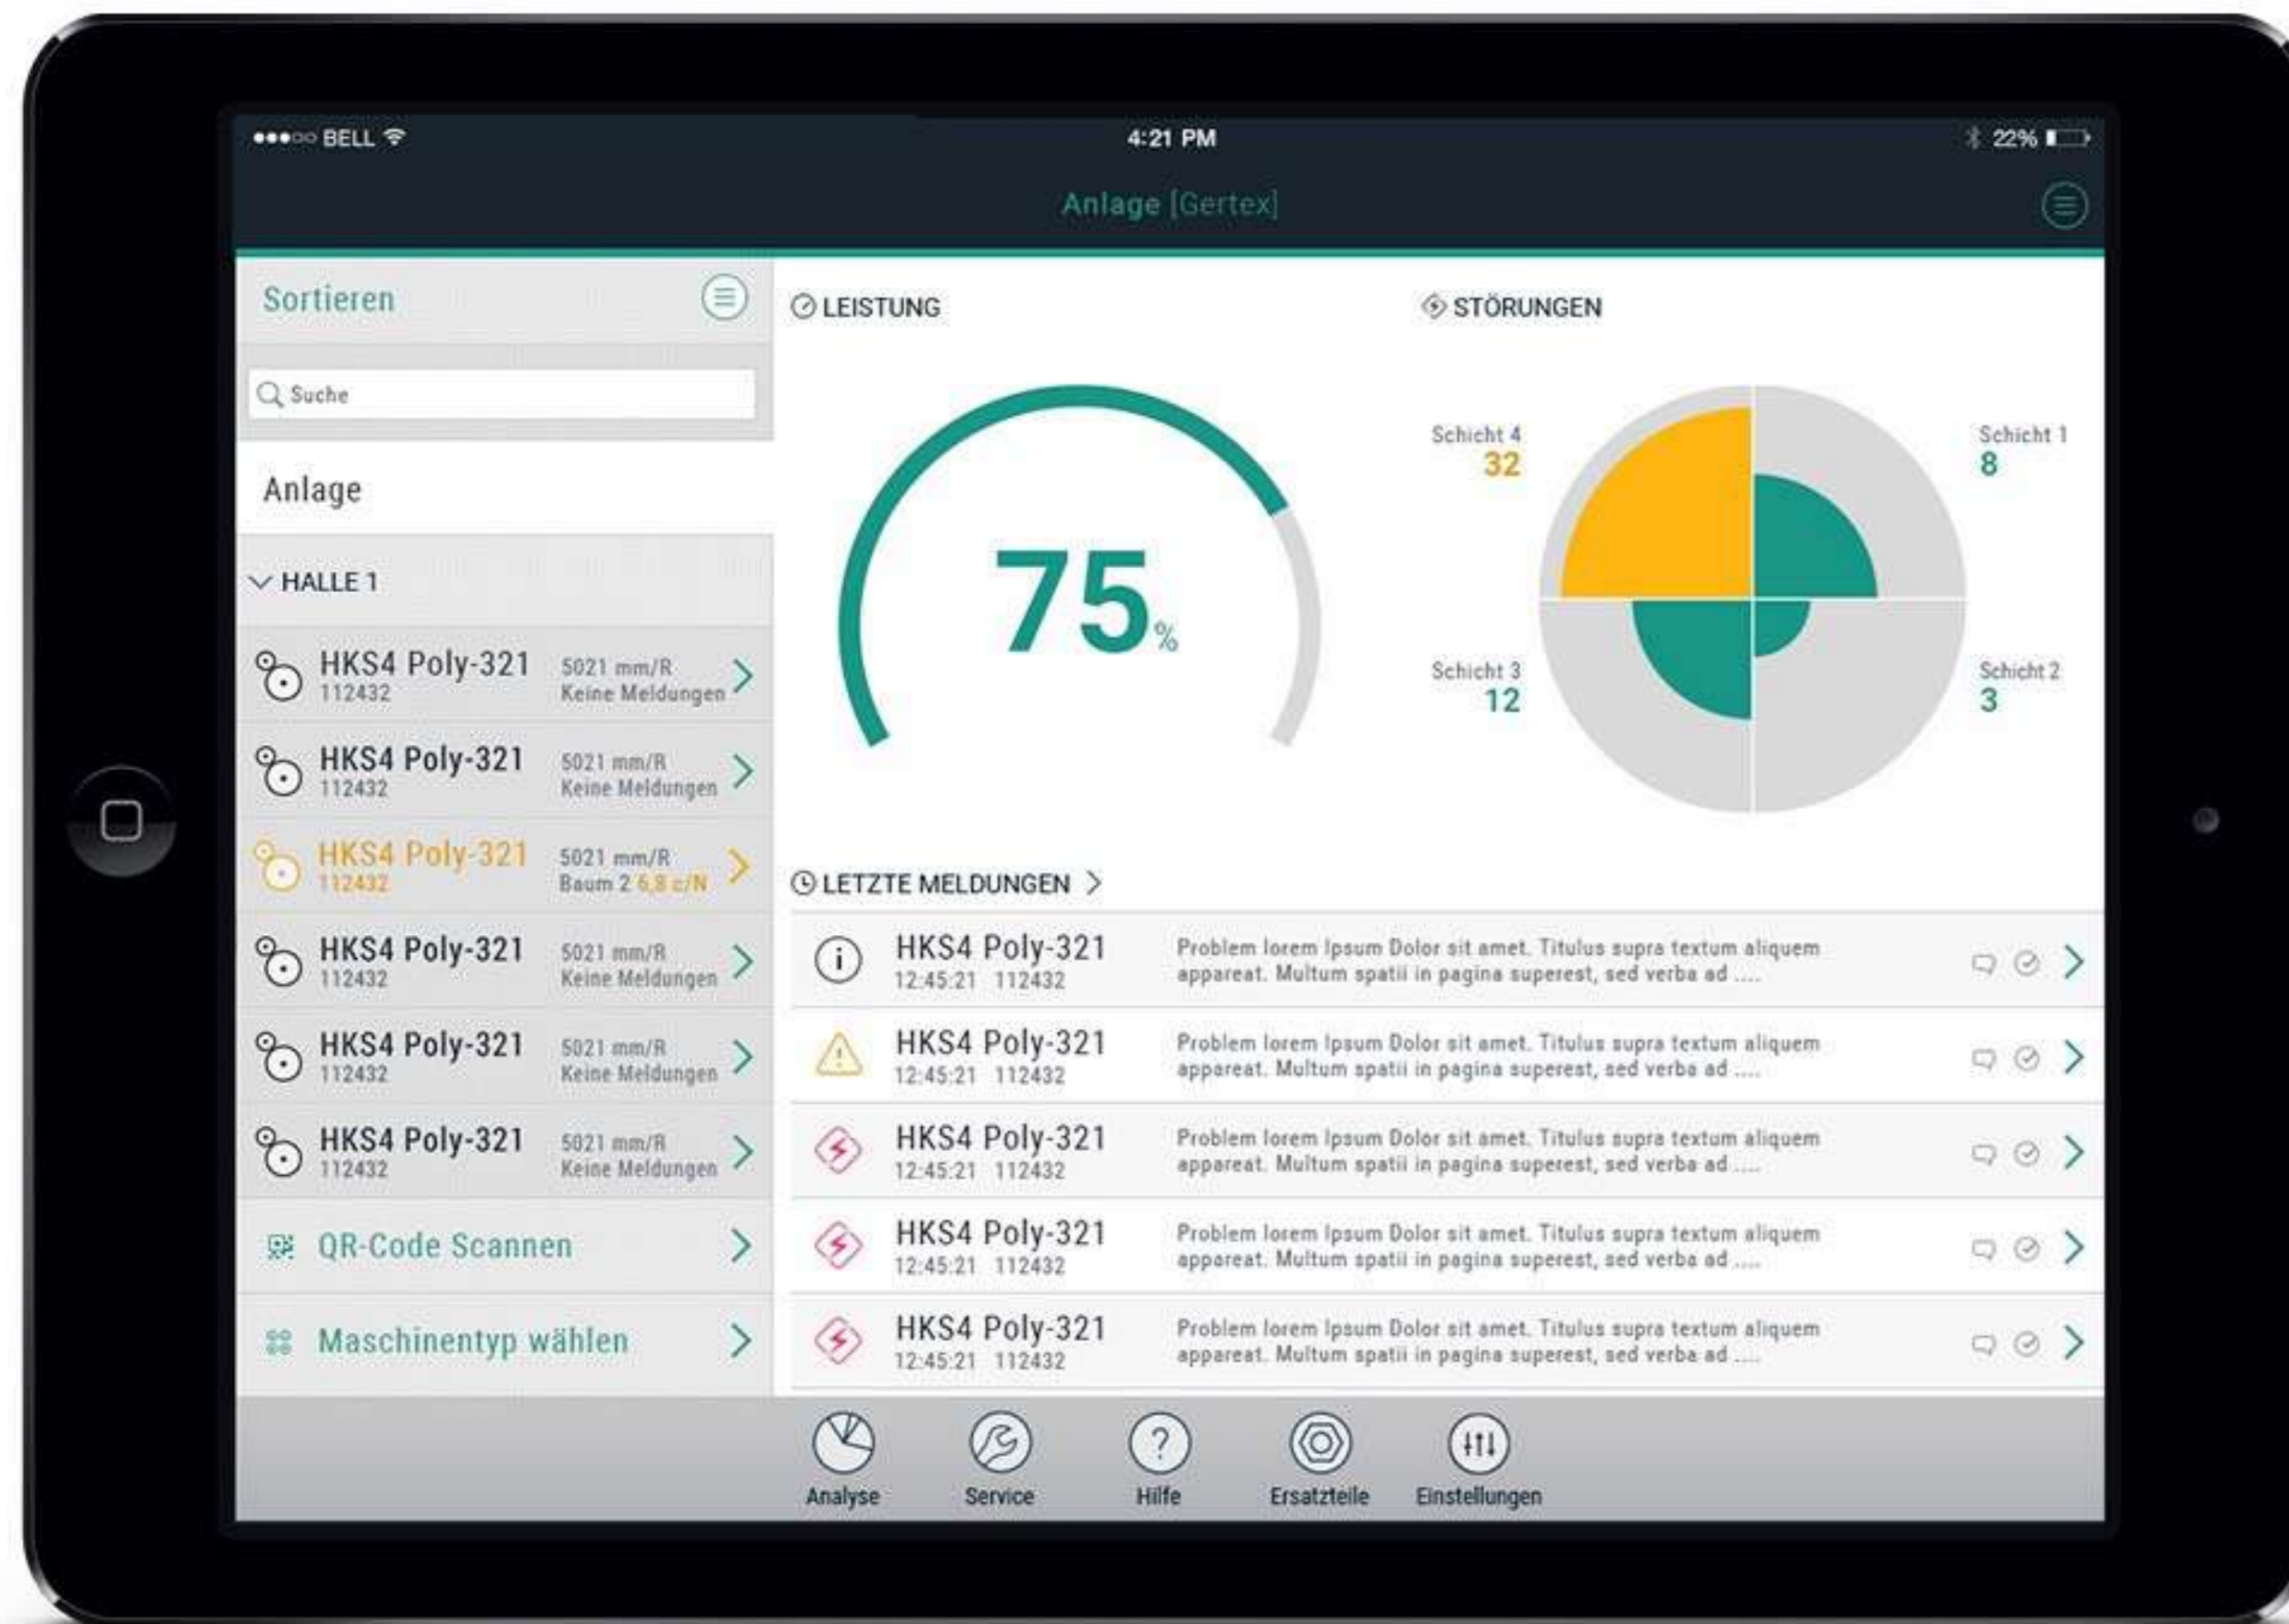 BELL
4:21 PM
22%
Anlage [Gertex]
Sortieren
Suche
Anlage
HALLE 1
HKS4 Poly-321
112432
5021 mm/R
Keine Meldungen
HKS4 Poly-321
112432
5021 mm/R
Keine Meldungen
HKS4 Poly-321
112432
5021 mm/R
Baum 2 6,8 c/N
HKS4 Poly-321
112432
5021 mm/R
Keine Meldungen
HKS4 Poly-321
112432
5021 mm/R
Keine Meldungen
HKS4 Poly-321
112432
5021 mm/R
Keine Meldungen
QR-Code Scannen
Maschinentyp wählen
LEISTUNG
75%
STÖRUNGEN
Schicht 4
32
Schicht 1
8
Schicht 3
12
Schicht 2
3
LETZTE MELDUNGEN
HKS4 Poly-321
12:45:21 112432
Problem lorem Ipsum Dolor sit amet. Titulus supra textum aliquem
appareat. Multum spatii in pagina superest, sed verba ad ....
HKS4 Poly-321
12:45:21 112432
Problem lorem Ipsum Dolor sit amet. Titulus supra textum aliquem
appareat. Multum spatii in pagina superest, sed verba ad ....
HKS4 Poly-321
12:45:21 112432
Problem lorem Ipsum Dolor sit amet. Titulus supra textum aliquem
appareat. Multum spatii in pagina superest, sed verba ad ....
HKS4 Poly-321
12:45:21 112432
Problem lorem Ipsum Dolor sit amet. Titulus supra textum aliquem
appareat. Multum spatii in pagina superest, sed verba ad ....
HKS4 Poly-321
12:45:21 112432
Problem lorem Ipsum Dolor sit amet. Titulus supra textum aliquem
appareat. Multum spatii in pagina superest, sed verba ad ....
Analyse
Service
Hilfe
Ersatzteile
Einstellungen